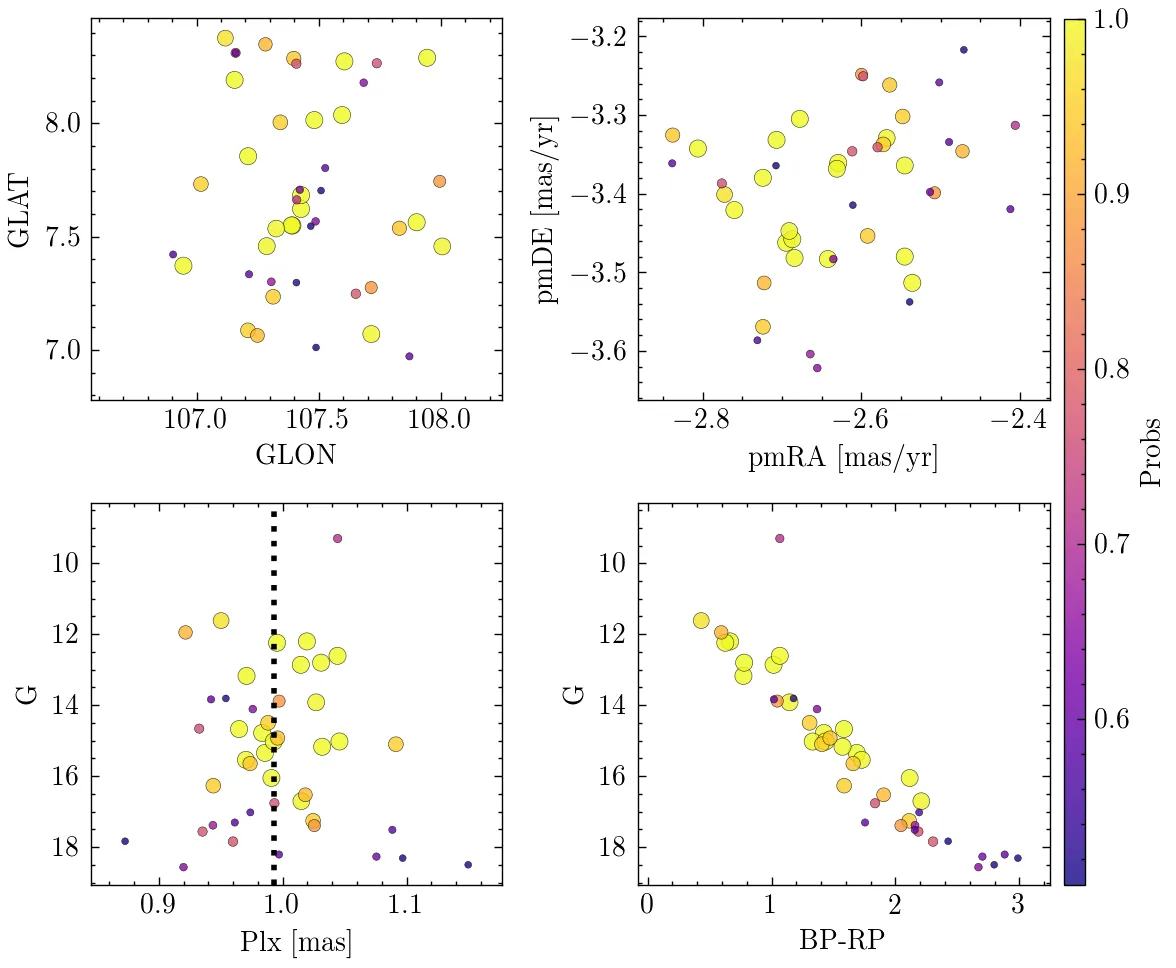 8.0
7.5
7.0
GLAT
107.0 107.5 108.0
GLON
−3.2
−3.3
−3.4
−3.5
−3.6
pmDE [mas/yr]
−2.8 −2.6 −2.4
pmRA [mas/yr]
10
12
14
16
18
G
0.9 1.0 1.1
Plx [mas]
10
12
14
16
18
G
0 1 2 3
BP-RP
1.0
0.9
0.8
0.7
0.6
Probs